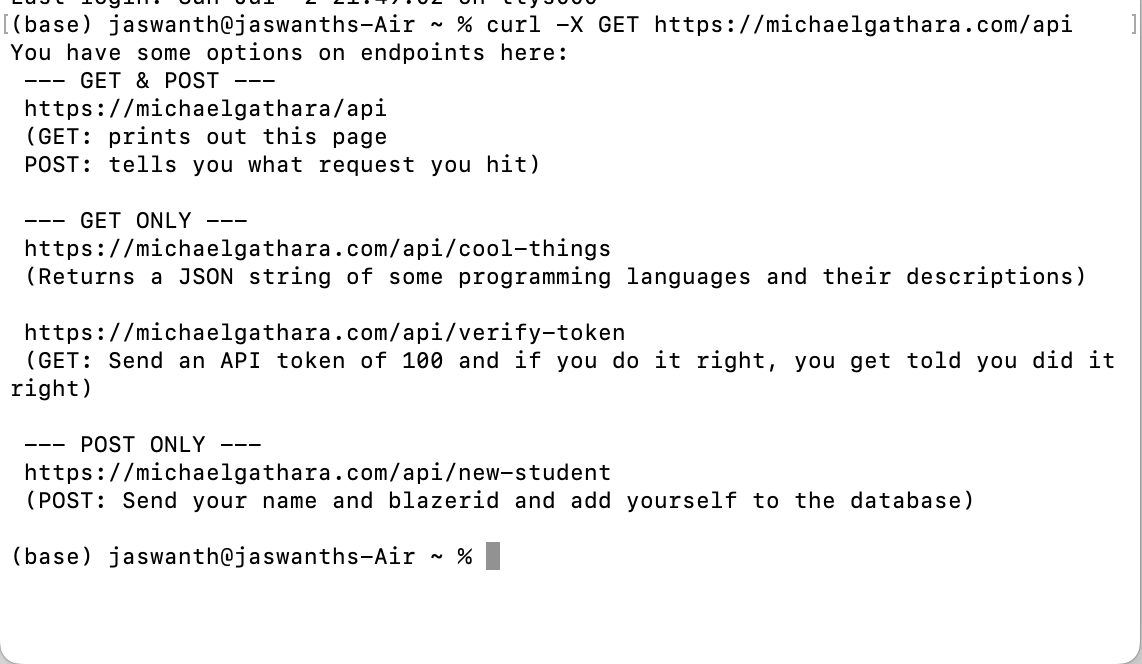 [(base) jaswanth@jaswanths-Air ~ % curl -X GET https://michaelgathara.com/api ]
You have some options on endpoints here:
--- GET & POST ---
https://michaelgathara/api
(GET: prints out this page
POST: tells you what request you hit)
--- GET ONLY ---
https://michaelgathara.com/api/cool-things
(Returns a JSON string of some programming languages and their descriptions)
https://michaelgathara.com/api/verify-token
(GET: Send an API token of 100 and if you do it right, you get told you did it
right)
--- POST ONLY ---
https://michaelgathara.com/api/new-student
(POST: Send your name and blazerid and add yourself to the database)
(base) jaswanth@jaswanths-Air ~ %